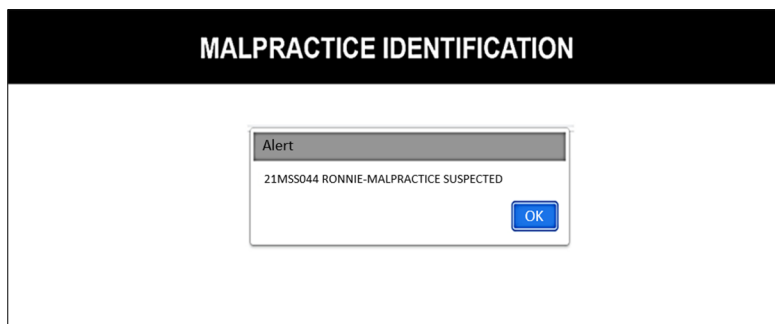 MALPRACTICE IDENTIFICATION
Alert
21MSS044 RONNIE-MALPRACTICE SUSPECTED
OK